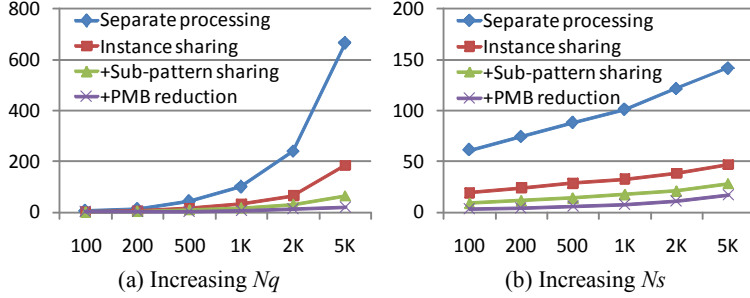 800
600
400
200
0
Separate processing
Instance sharing
+Sub-pattern sharing
+PMB reduction
100 200 500 1K 2K 5K
(a) Increasing Nq
200
150
100
50
0
Separate processing
Instance sharing
+Sub-pattern sharing
+PMB reduction
100 200 500 1K 2K 5K
(b) Increasing Ns